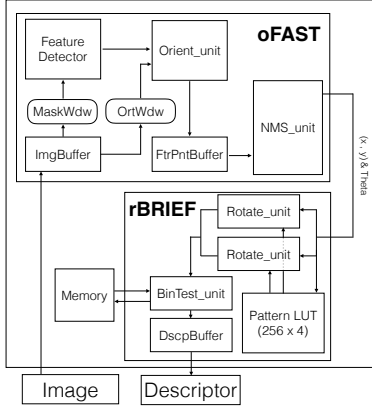 oFAST
Feature
Detector
Orient_unit
MaskWdw
OrtWdw
NMS_unit
ImgBuffer
FtrPntBuffer
(x , y) & Theta
rBRIEF
Rotate_unit
Rotate_unit
Memory
BinTest_unit
Pattern LUT
(256 x 4)
DscpBuffer
Image
Descriptor